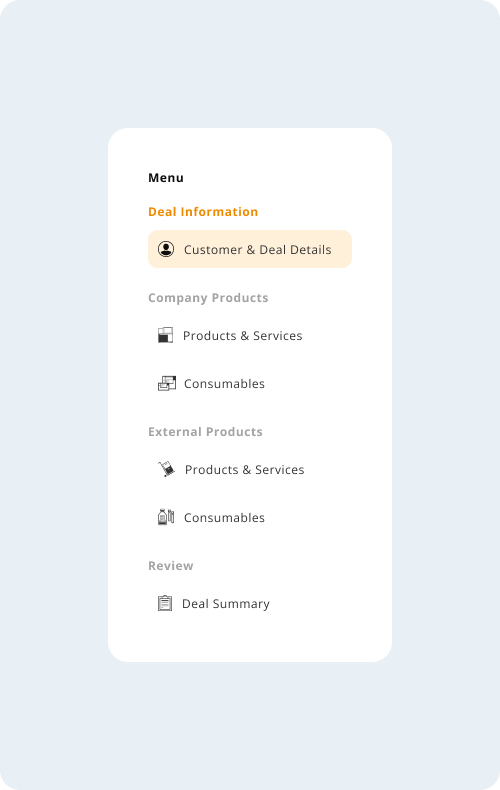 Menu
Deal Information
Customer & Deal Details
Company Products
Products & Services
Consumables
External Products
Products & Services
Consumables
Review
Deal Summary